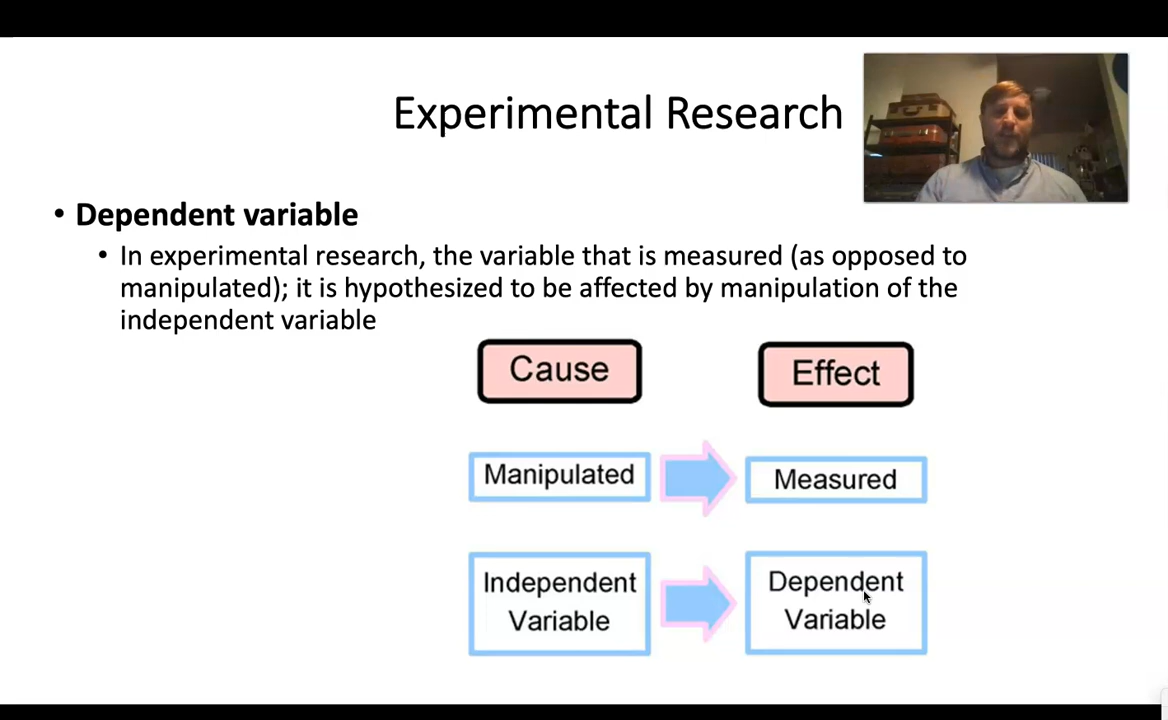 Experimental Research
• Dependent variable
• In experimental research, the variable that is measured (as opposed to
manipulated); it is hypothesized to be affected by manipulation of the
independent variable
Cause
Effect
Manipulated
Measured
Independent
Variable
Dependent
Variable